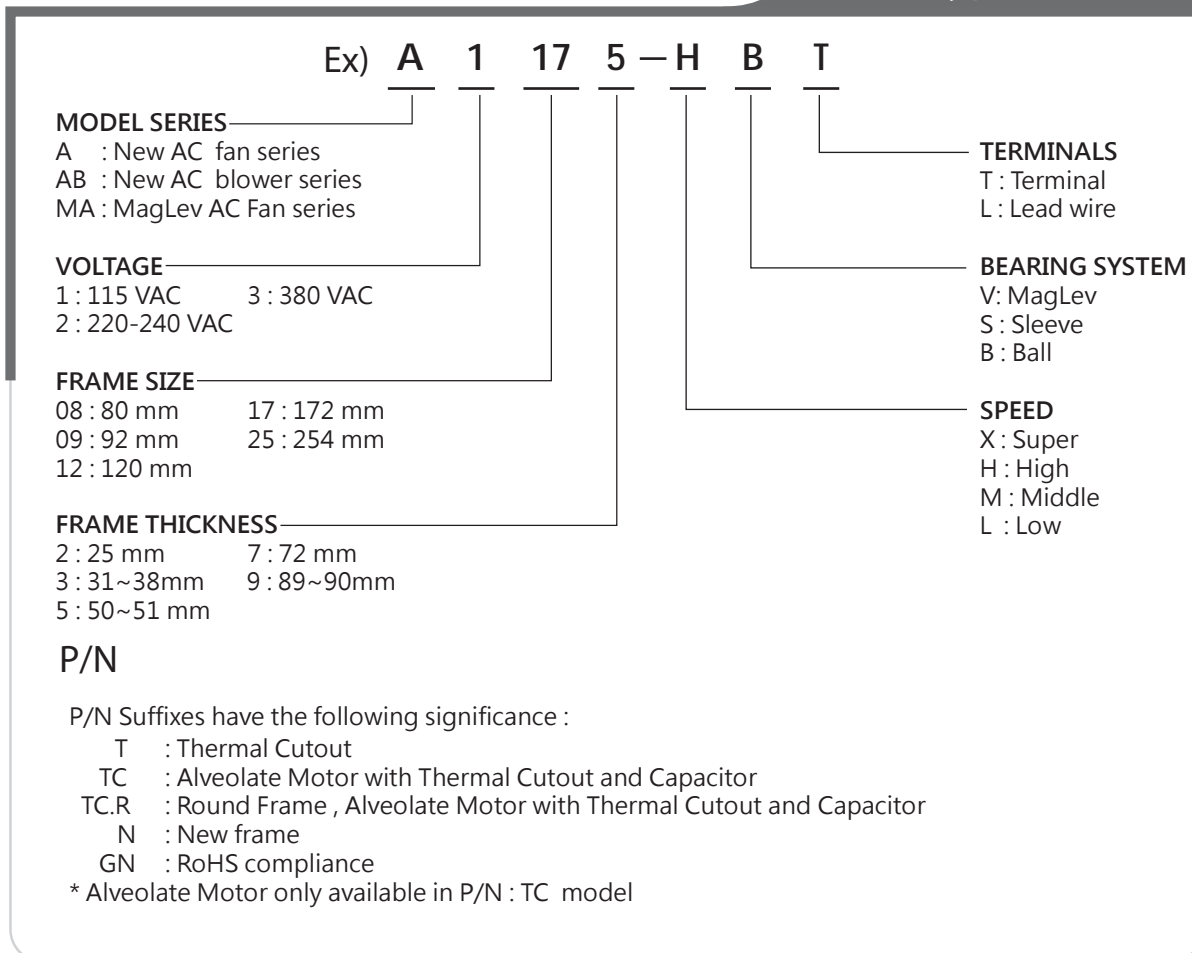 Ex) A 1 17 5 — H B T
MODEL SERIES
A : New AC fan series
AB : New AC blower series
MA : MagLev AC Fan series
VOLTAGE
1 : 115 VAC 3 : 380 VAC
2 : 220-240 VAC
FRAME SIZE
08 : 80 mm 17 : 172 mm
09 : 92 mm 25 : 254 mm
12 : 120 mm
FRAME THICKNESS
2 : 25 mm 7 : 72 mm
3 : 31~38mm 9 : 89~90mm
5 : 50~51 mm
TERMINALS
T : Terminal
L : Lead wire
BEARING SYSTEM
V: MagLev
S : Sleeve
B : Ball
SPEED
X : Super
H : High
M : Middle
L : Low
P/N
P/N Suffixes have the following significance :
T : Thermal Cutout
TC : Alveolate Motor with Thermal Cutout and Capacitor
TC.R : Round Frame , Alveolate Motor with Thermal Cutout and Capacitor
N : New frame
GN : RoHS compliance
* Alveolate Motor only available in P/N : TC model